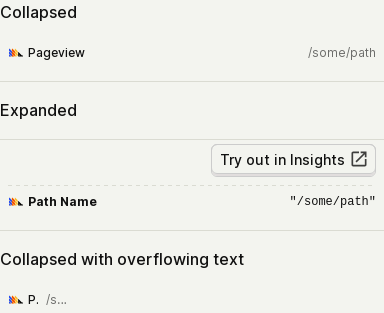 Collapsed
Pageview /some/path
Expanded
Try out in Insights
Path Name "/some/path"
Collapsed with overflowing text
P. /s...